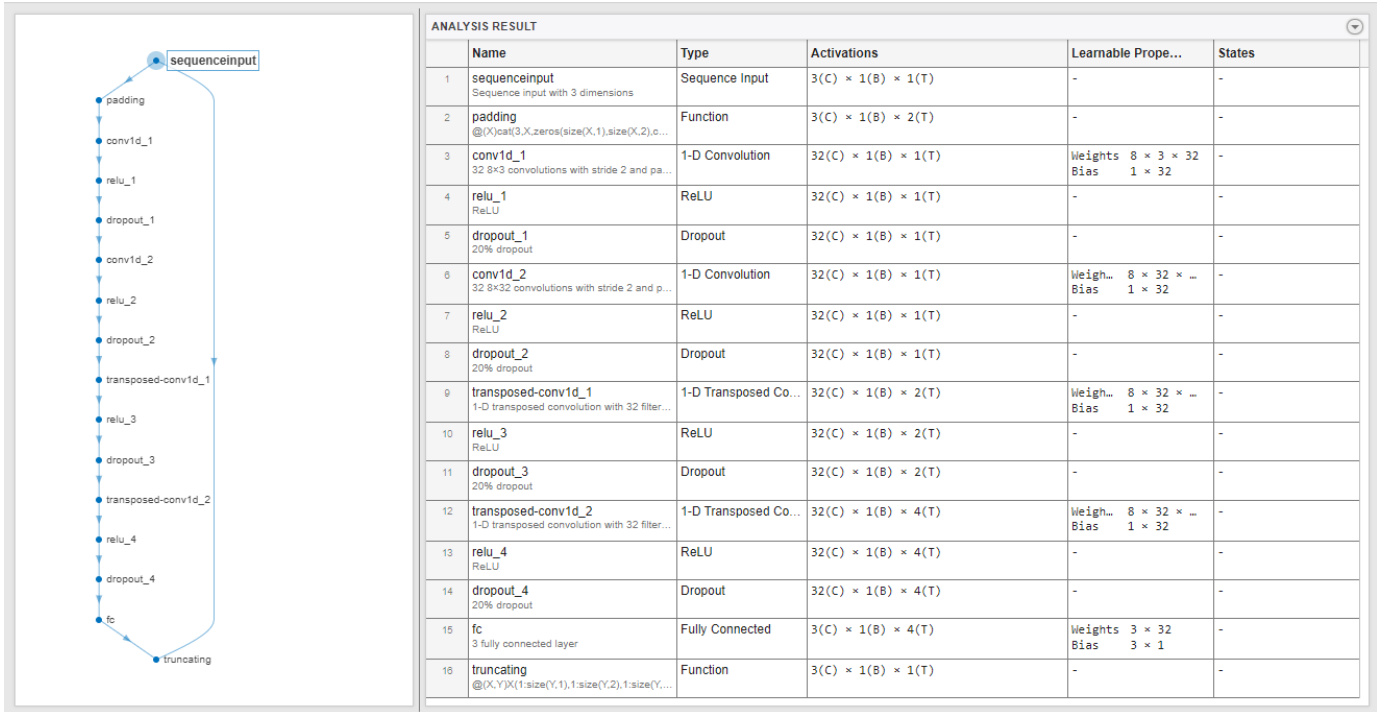 sequenceinput
padding
conv1d_1
relu_1
dropout_1
conv1d_2
relu_2
dropout_2
transposed-conv1d_1
relu_3
dropout_3
transposed-conv1d_2
relu_4
dropout_4
fc
truncating
ANALYSIS RESULT
Name Type Activations Learnable Prope... States
1 sequenceinput Sequence Input 3(C) × 1(B) × 1(T) - -
Sequence input with 3 dimensions
2 padding Function 3(C) × 1(B) × 2(T) - -
@(X)cat(3,X,zeros(size(X,1),size(X,2),c...
3 conv1d_1 1-D Convolution 32(C) × 1(B) × 1(T) Weights 8 × 3 × 32 -
32 8×3 convolutions with stride 2 and pa... Bias 1 × 32
4 relu_1 ReLU 32(C) × 1(B) × 1(T) - -
ReLU
5 dropout_1 Dropout 32(C) × 1(B) × 1(T) - -
20% dropout
6 conv1d_2 1-D Convolution 32(C) × 1(B) × 1(T) Weigh... 8 × 32 × ... -
32 8×32 convolutions with stride 2 and p... Bias 1 × 32
7 relu_2 ReLU 32(C) × 1(B) × 1(T) - -
ReLU
8 dropout_2 Dropout 32(C) × 1(B) × 1(T) - -
20% dropout
9 transposed-conv1d_1 1-D Transposed Co... 32(C) × 1(B) × 2(T) Weigh... 8 × 32 × ... -
1-D transposed convolution with 32 filter... Bias 1 × 32
10 relu_3 ReLU 32(C) × 1(B) × 2(T) - -
ReLU
11 dropout_3 Dropout 32(C) × 1(B) × 2(T) - -
20% dropout
12 transposed-conv1d_2 1-D Transposed Co... 32(C) × 1(B) × 4(T) Weigh... 8 × 32 × ... -
1-D transposed convolution with 32 filter... Bias 1 × 32
13 relu_4 ReLU 32(C) × 1(B) × 4(T) - -
ReLU
14 dropout_4 Dropout 32(C) × 1(B) × 4(T) - -
20% dropout
15 fc Fully Connected 3(C) × 1(B) × 4(T) Weights 3 × 32 -
3 fully connected layer Bias 3 × 1
16 truncating Function 3(C) × 1(B) × 1(T) - -
@(X,Y)X(1:size(Y,1),1:size(Y,2),1:size(Y,...